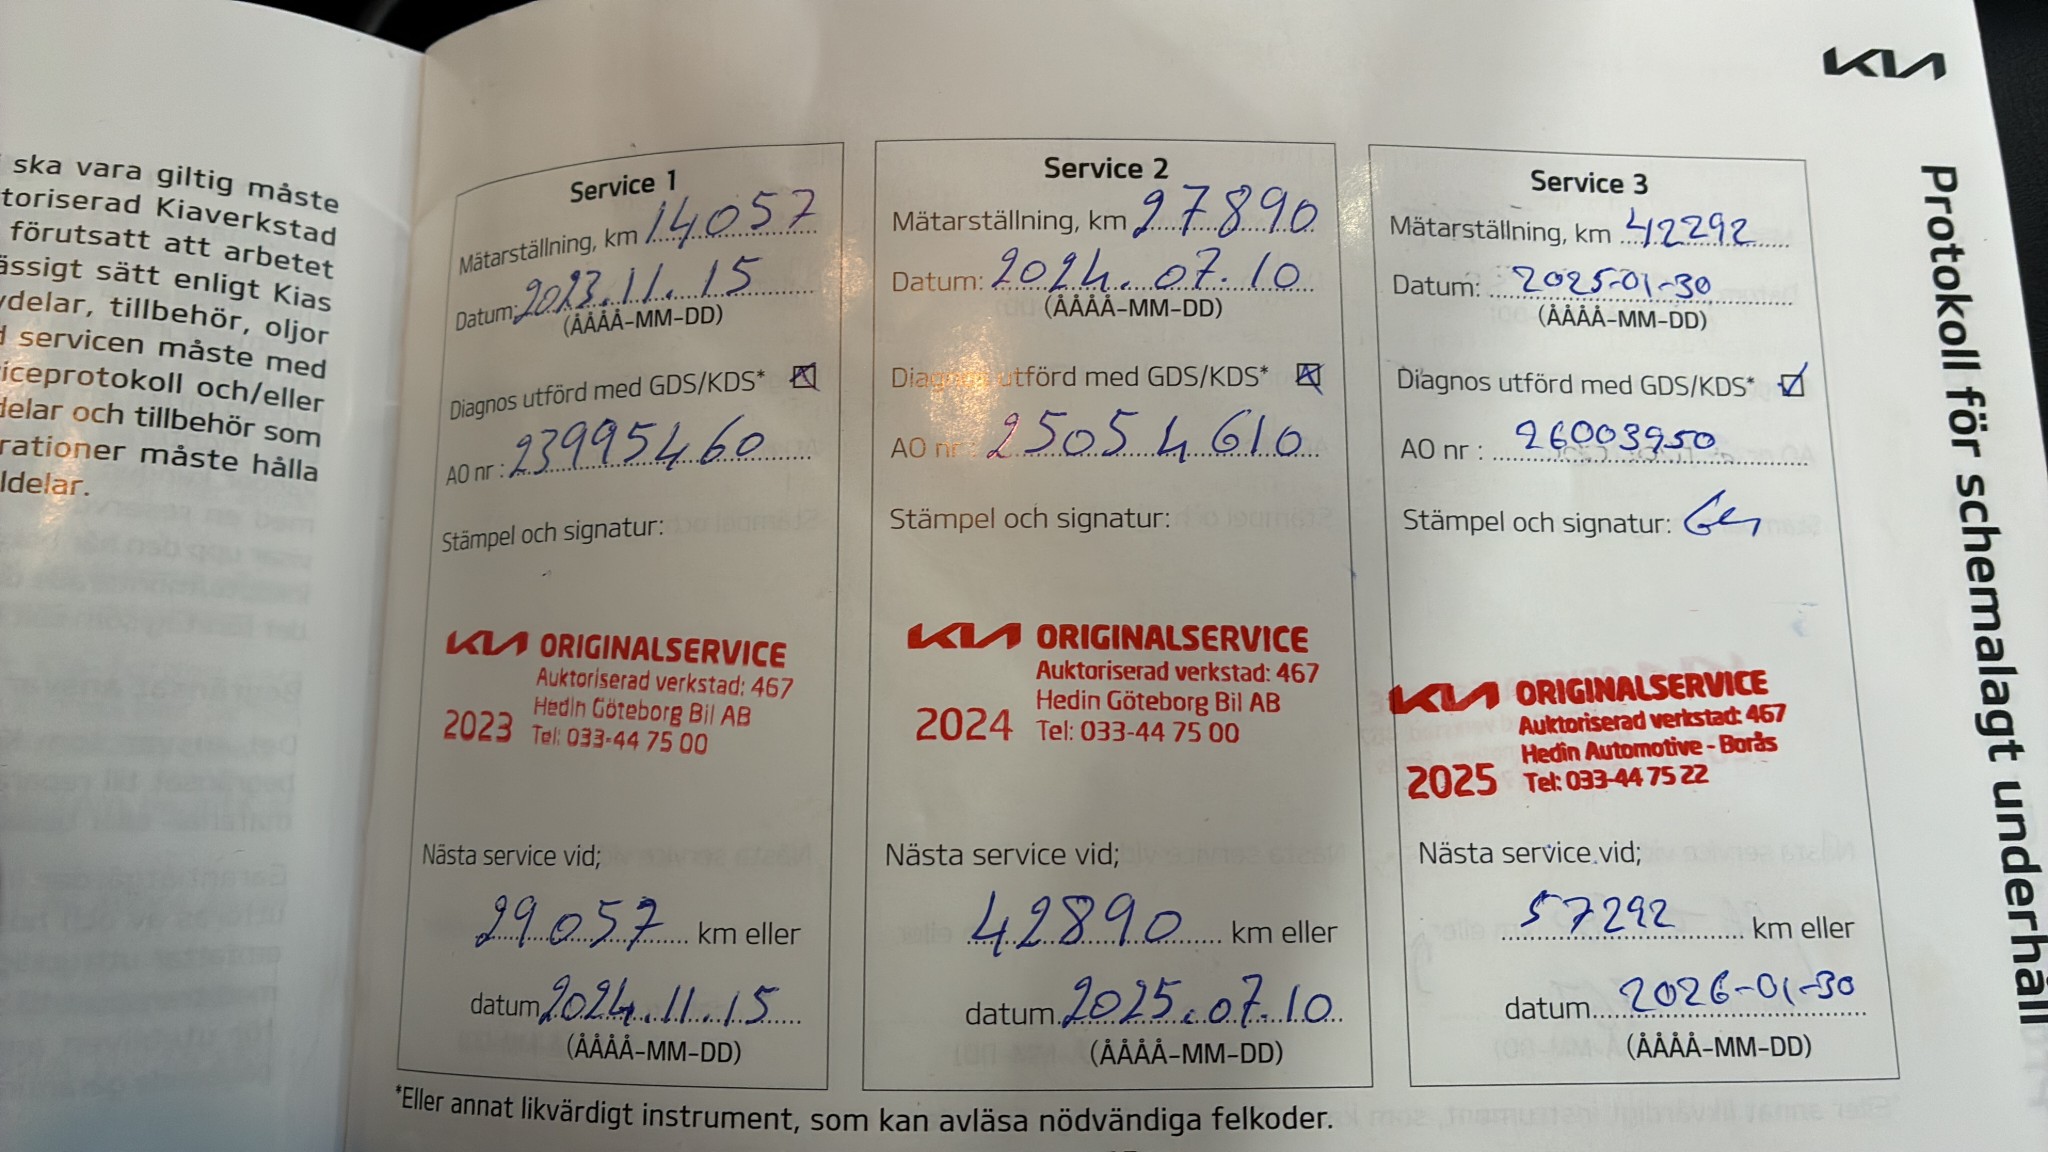 ska vara giltig måste
toriserad Kiaverkstad
förutsatt att arbetet
ässigt sätt enligt Kias
vdelar, tillbehör, oljor
servicen måste med
iceprotokoll och/eller
delar och tillbehör som
rationer måste hålla
ldelar.
KIA
Protokoll för schemalagt underhåll
Service 1
Mätarställning, km 14057
Datum: 2023.11.15
(ÅÅÅÅ-MM-DD)
Diagnos utförd med GDS/KDS*
AO nr : 23995460
Stämpel och signatur:
KIA ORIGINALSERVICE
Auktoriserad verkstad: 467
Hedin Göteborg Bil AB
2023 Tel: 033-44 75 00
Nästa service vid;
29057 km eller
datum 2024.11.15
(ÅÅÅÅ-MM-DD)
Service 2
Mätarställning, km 27890
Datum: 2024.07.10
(ÅÅÅÅ-MM-DD)
Diagnos utförd med GDS/KDS*
AO nr : 25054610
Stämpel och signatur:
KIA ORIGINALSERVICE
Auktoriserad verkstad: 467
Hedin Göteborg Bil AB
2024 Tel: 033-44 75 00
Nästa service vid;
42890 km eller
datum 2025.07.10
(ÅÅÅÅ-MM-DD)
Service 3
Mätarställning, km 42292
Datum: 2025-01-30
(ÅÅÅÅ-MM-DD)
Diagnos utförd med GDS/KDS*
AO nr : 26003950
Stämpel och signatur:
KIA ORIGINALSERVICE
Auktoriserad verkstad: 467
Hedin Automotive - Borås
2025 Tel: 033-44 75 22
Nästa service vid;
57292 km eller
datum 2026-01-30
(ÅÅÅÅ-MM-DD)
*Eller annat likvärdigt instrument, som kan avläsa nödvändiga felkoder.